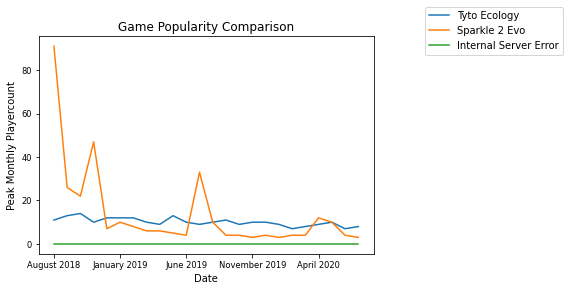 Game Popularity Comparison
Tyto Ecology
Sparkle 2 Evo
Internal Server Error
Peak Monthly Playercount
80
60
40
20
0
August 2018 January 2019 June 2019 November 2019 April 2020
Date